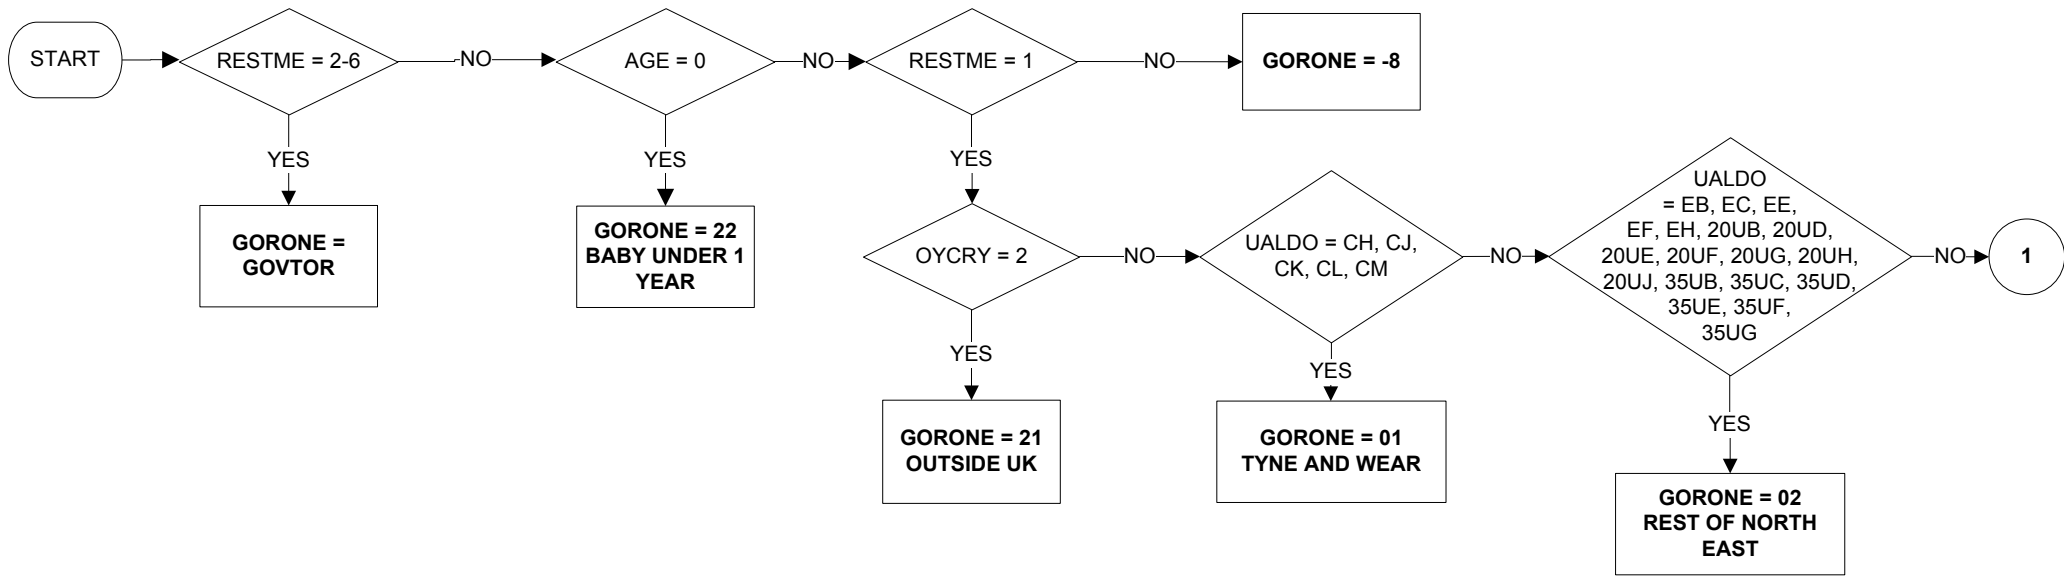 START
RESTME = 2-6
NO
AGE = 0
NO
RESTME = 1
NO
GORONE = -8
YES
GORONE =
GOVTOR
YES
GORONE = 22
BABY UNDER 1
YEAR
YES
OYCRY = 2
NO
UALDO = CH, CJ,
CK, CL, CM
NO
UALDO
= EB, EC, EE,
EF, EH, 20UB, 20UD,
20UE, 20UF, 20UG, 20UH,
20UJ, 35UB, 35UC, 35UD,
35UE, 35UF,
35UG
NO
1
YES
GORONE = 21
OUTSIDE UK
YES
GORONE = 01
TYNE AND WEAR
YES
GORONE = 02
REST OF NORTH
EAST